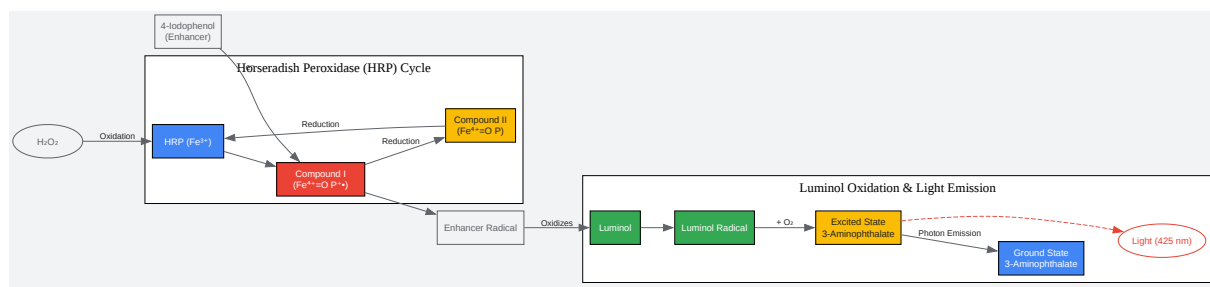 4-Iodophenol
(Enhancer)
Horseradish Peroxidase (HRP) Cycle
H₂O₂
Oxidation
HRP (Fe³⁺)
Reduction
Compound II
(Fe⁴⁺=O P)
Reduction
Compound I
(Fe⁴⁺=O P⁺•)
Enhancer Radical
Oxidizes
Luminol Oxidation & Light Emission
Luminol
Luminol Radical
+ O₂
Excited State
3-Aminophthalate
Photon Emission
Ground State
3-Aminophthalate
Light (425 nm)